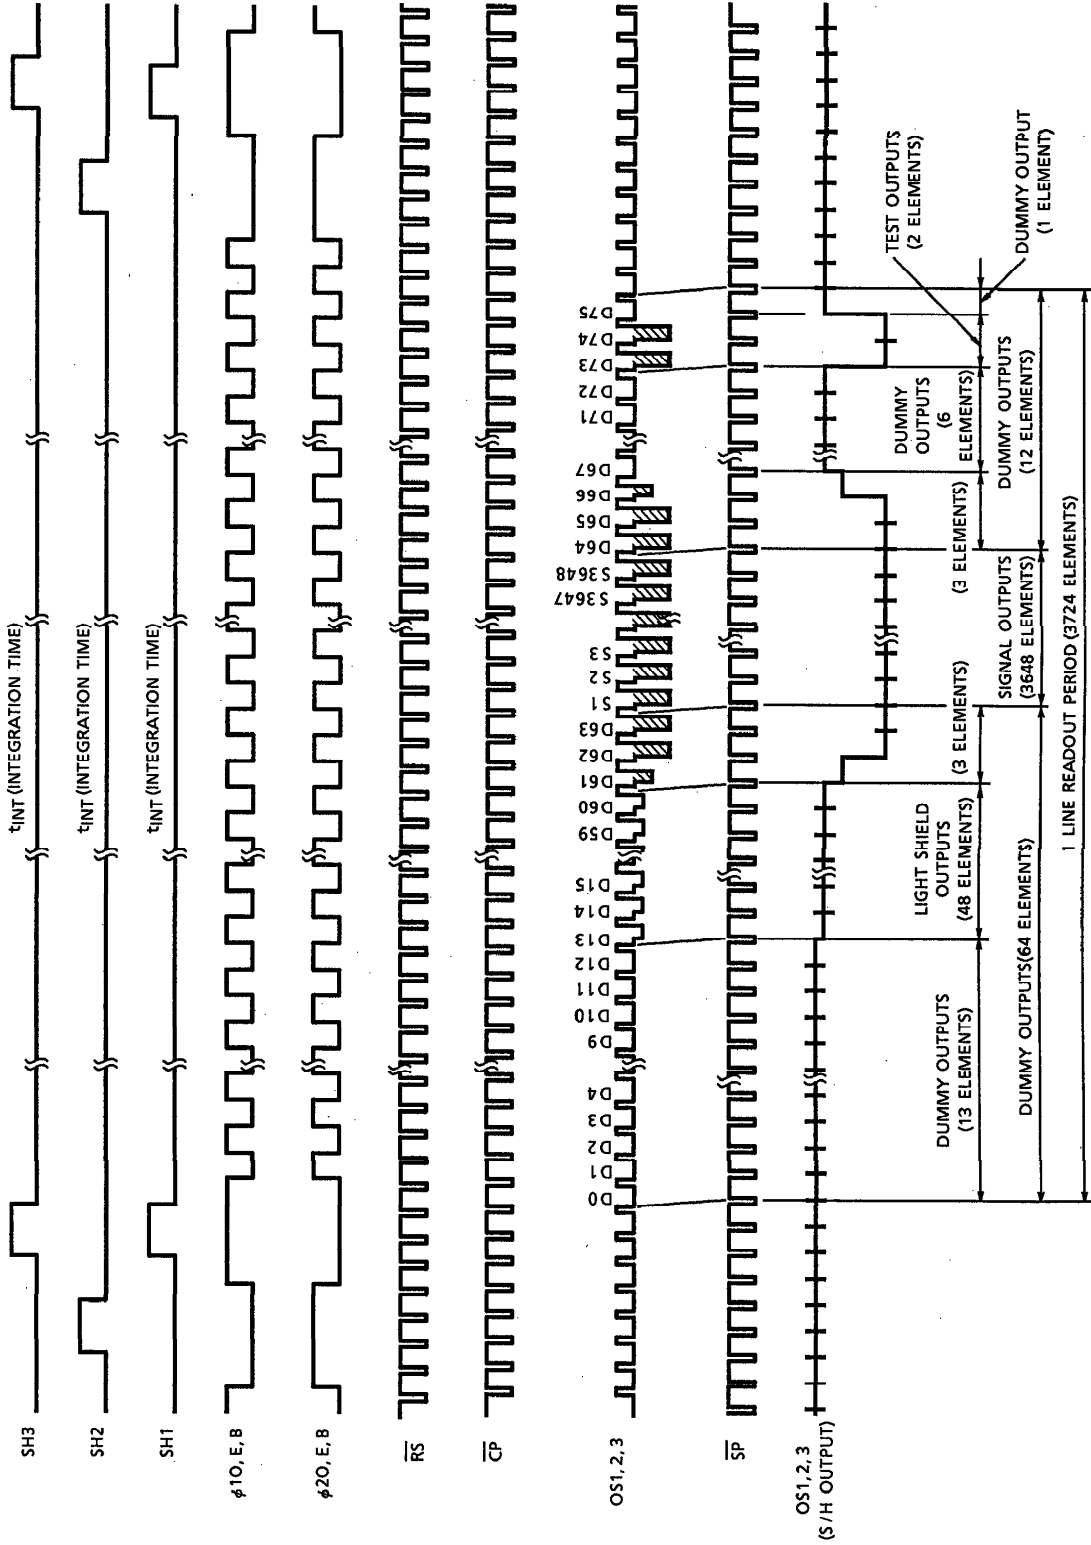 SH3
tINT (INTEGRATION TIME)
SH2
tINT (INTEGRATION TIME)
SH1
tINT (INTEGRATION TIME)
ϕ1O, E, B
ϕ2O, E, B
RS
CP
OS1, 2, 3
D0
D1
D2
D3
D4
D9
D10
D11
D12
D13
D14
D15
D59
D60
D61
D62
D63
S1
S2
S3
S3647
S3648
D64
D65
D66
D67
D71
D72
D73
D74
D75
SP
OS1, 2, 3
(S/H OUTPUT)
DUMMY OUTPUTS
(13 ELEMENTS)
LIGHT SHIELD
OUTPUTS
(48 ELEMENTS)
(3 ELEMENTS)
(3 ELEMENTS)
DUMMY
OUTPUTS
(6
ELEMENTS)
TEST OUTPUTS
(2 ELEMENTS)
DUMMY OUTPUT
(1 ELEMENT)
DUMMY OUTPUTS(64 ELEMENTS)
SIGNAL OUTPUTS
(3648 ELEMENTS)
DUMMY OUTPUTS
(12 ELEMENTS)
1 LINE READOUT PERIOD (3724 ELEMENTS)